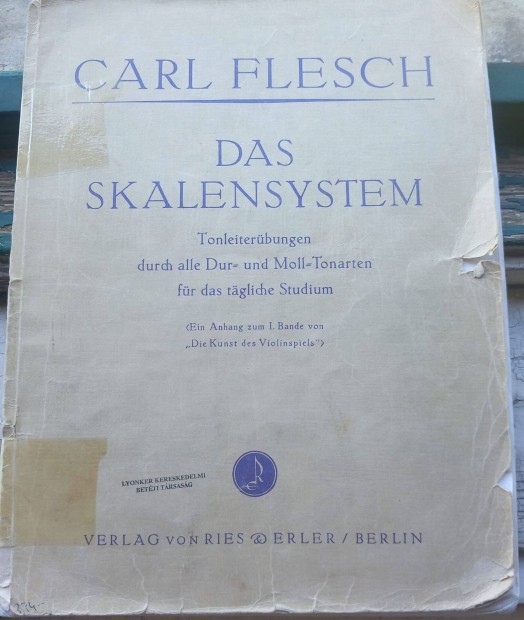 CARL FLESCH
DAS
SKALENSYSTEM
Tonleiterübungen
durch alle Dur- und Moll-Tonarten
für das tägliche Studium
(Ein Anhang zum I. Bande von
„Die Kunst des Violinspiels")
LYONKER KERESKEDELMI
BETÉTI TÁRSASÁG
VERLAG VON RIES & ERLER / BERLIN